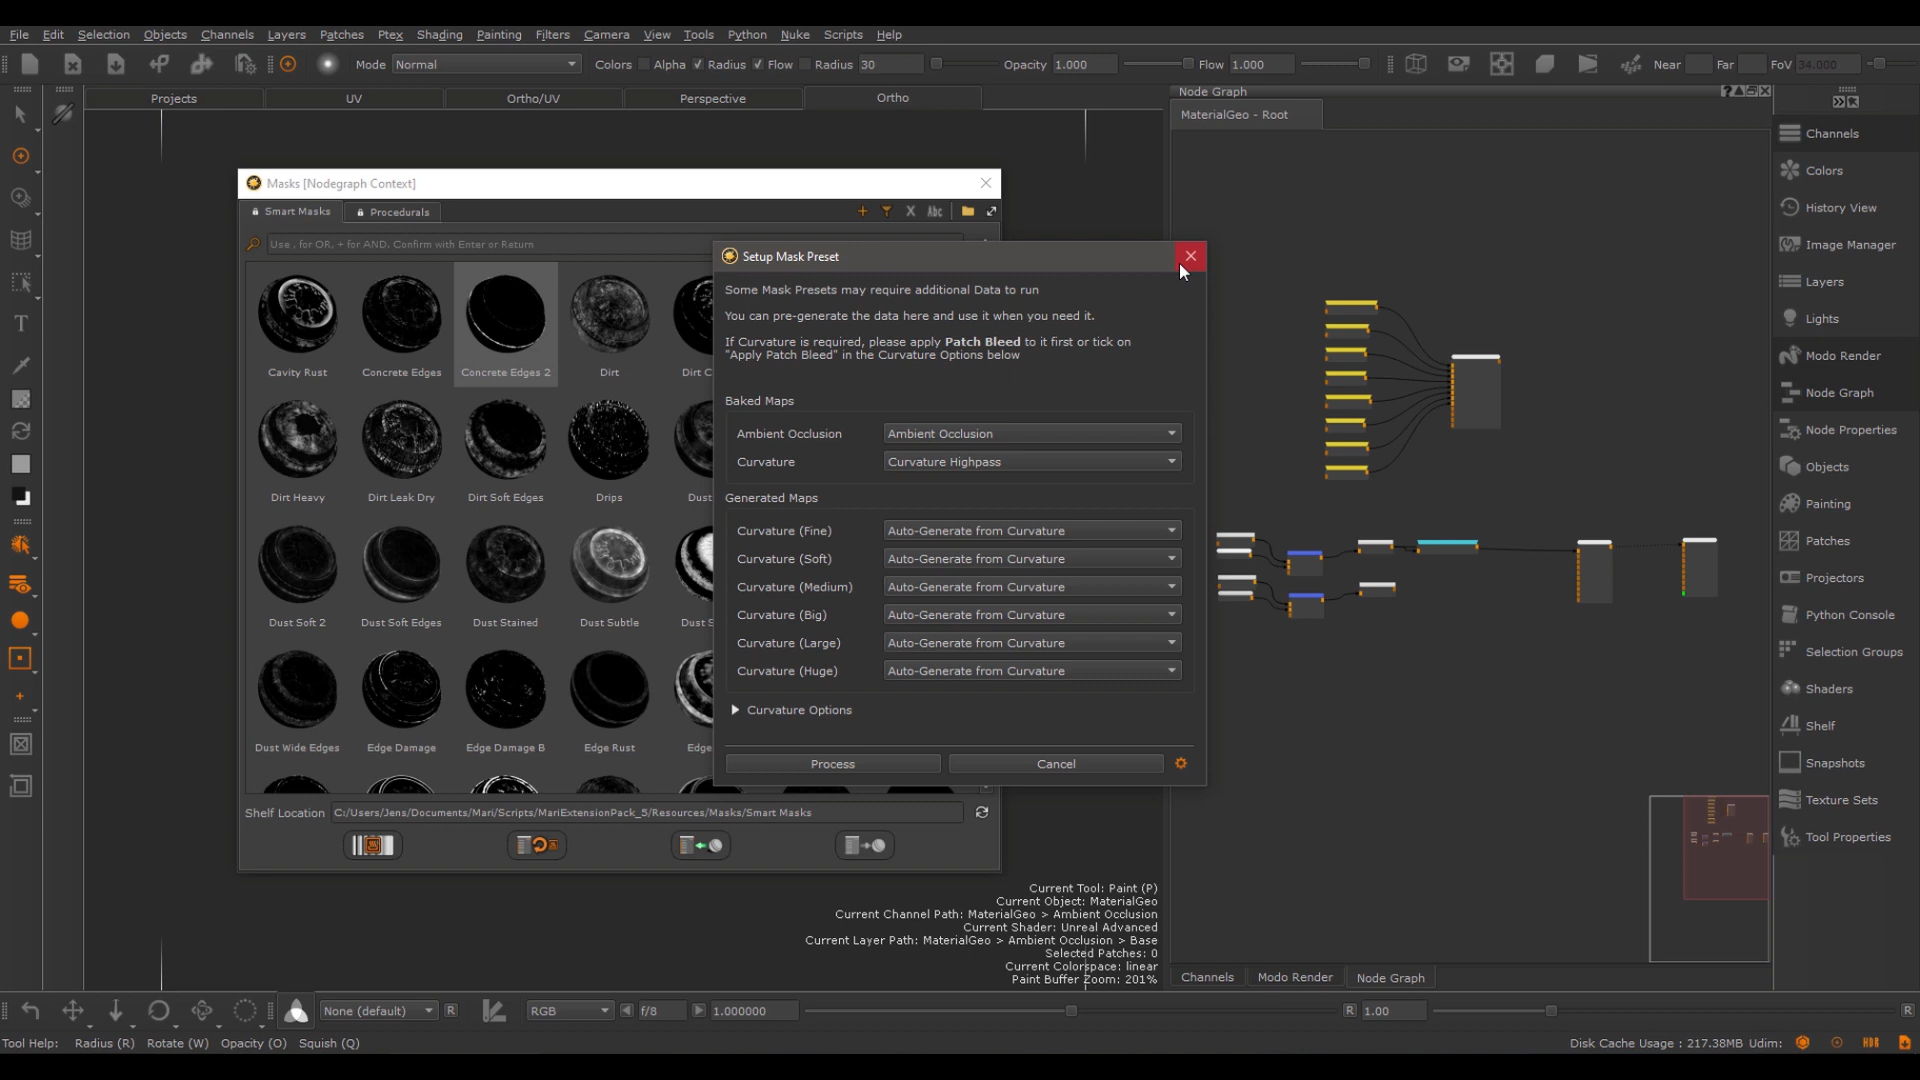 File Edit Selection Objects Channels Layers Patches Ptex Shading Painting Filters Camera View Tools Python Nuke Scripts Help
Mode Normal Colors Alpha Radius Flow Radius 30 Opacity 1.000 Flow 1.000 Near Far FoV 34.000
Projects UV Ortho/UV Perspective Ortho
Node Graph
MaterialGeo - Root
Masks [Nodegraph Context]
Smart Masks Procedurals Abc
Use , for OR, + for AND. Confirm with Enter or Return
Cavity Rust Concrete Edges Concrete Edges 2 Dirt Dirt C
Dirt Heavy Dirt Leak Dry Dirt Soft Edges Drips Dust
Dust Soft 2 Dust Soft Edges Dust Stained Dust Subtle Dust S
Dust Wide Edges Edge Damage Edge Damage B Edge Rust Edge
Shelf Location C:/Users/Jens/Documents/Mari/Scripts/MariExtensionPack_5/Resources/Masks/Smart Masks
Setup Mask Preset
Some Mask Presets may require additional Data to run
You can pre-generate the data here and use it when you need it.
If Curvature is required, please apply Patch Bleed to it first or tick on
"Apply Patch Bleed" in the Curvature Options below
Baked Maps
Ambient Occlusion Ambient Occlusion
Curvature Curvature Highpass
Generated Maps
Curvature (Fine) Auto-Generate from Curvature
Curvature (Soft) Auto-Generate from Curvature
Curvature (Medium) Auto-Generate from Curvature
Curvature (Big) Auto-Generate from Curvature
Curvature (Large) Auto-Generate from Curvature
Curvature (Huge) Auto-Generate from Curvature
Curvature Options
Process Cancel
Current Tool: Paint (P)
Current Object: MaterialGeo
Current Channel Path: MaterialGeo > Ambient Occlusion
Current Shader: Unreal Advanced
Current Layer Path: MaterialGeo > Ambient Occlusion > Base
Selected Patches: 0
Current Colorspace: linear
Paint Buffer Zoom: 201%
Channels
Colors
History View
Image Manager
Layers
Lights
Modo Render
Node Graph
Node Properties
Objects
Painting
Patches
Projectors
Python Console
Selection Groups
Shaders
Shelf
Snapshots
Texture Sets
Tool Properties
Channels Modo Render Node Graph
None (default) R RGB f/8 1.000000 R 1.00 R
Tool Help: Radius (R) Rotate (W) Opacity (O) Squish (Q)
Disk Cache Usage : 217.38MB Udim: HDR